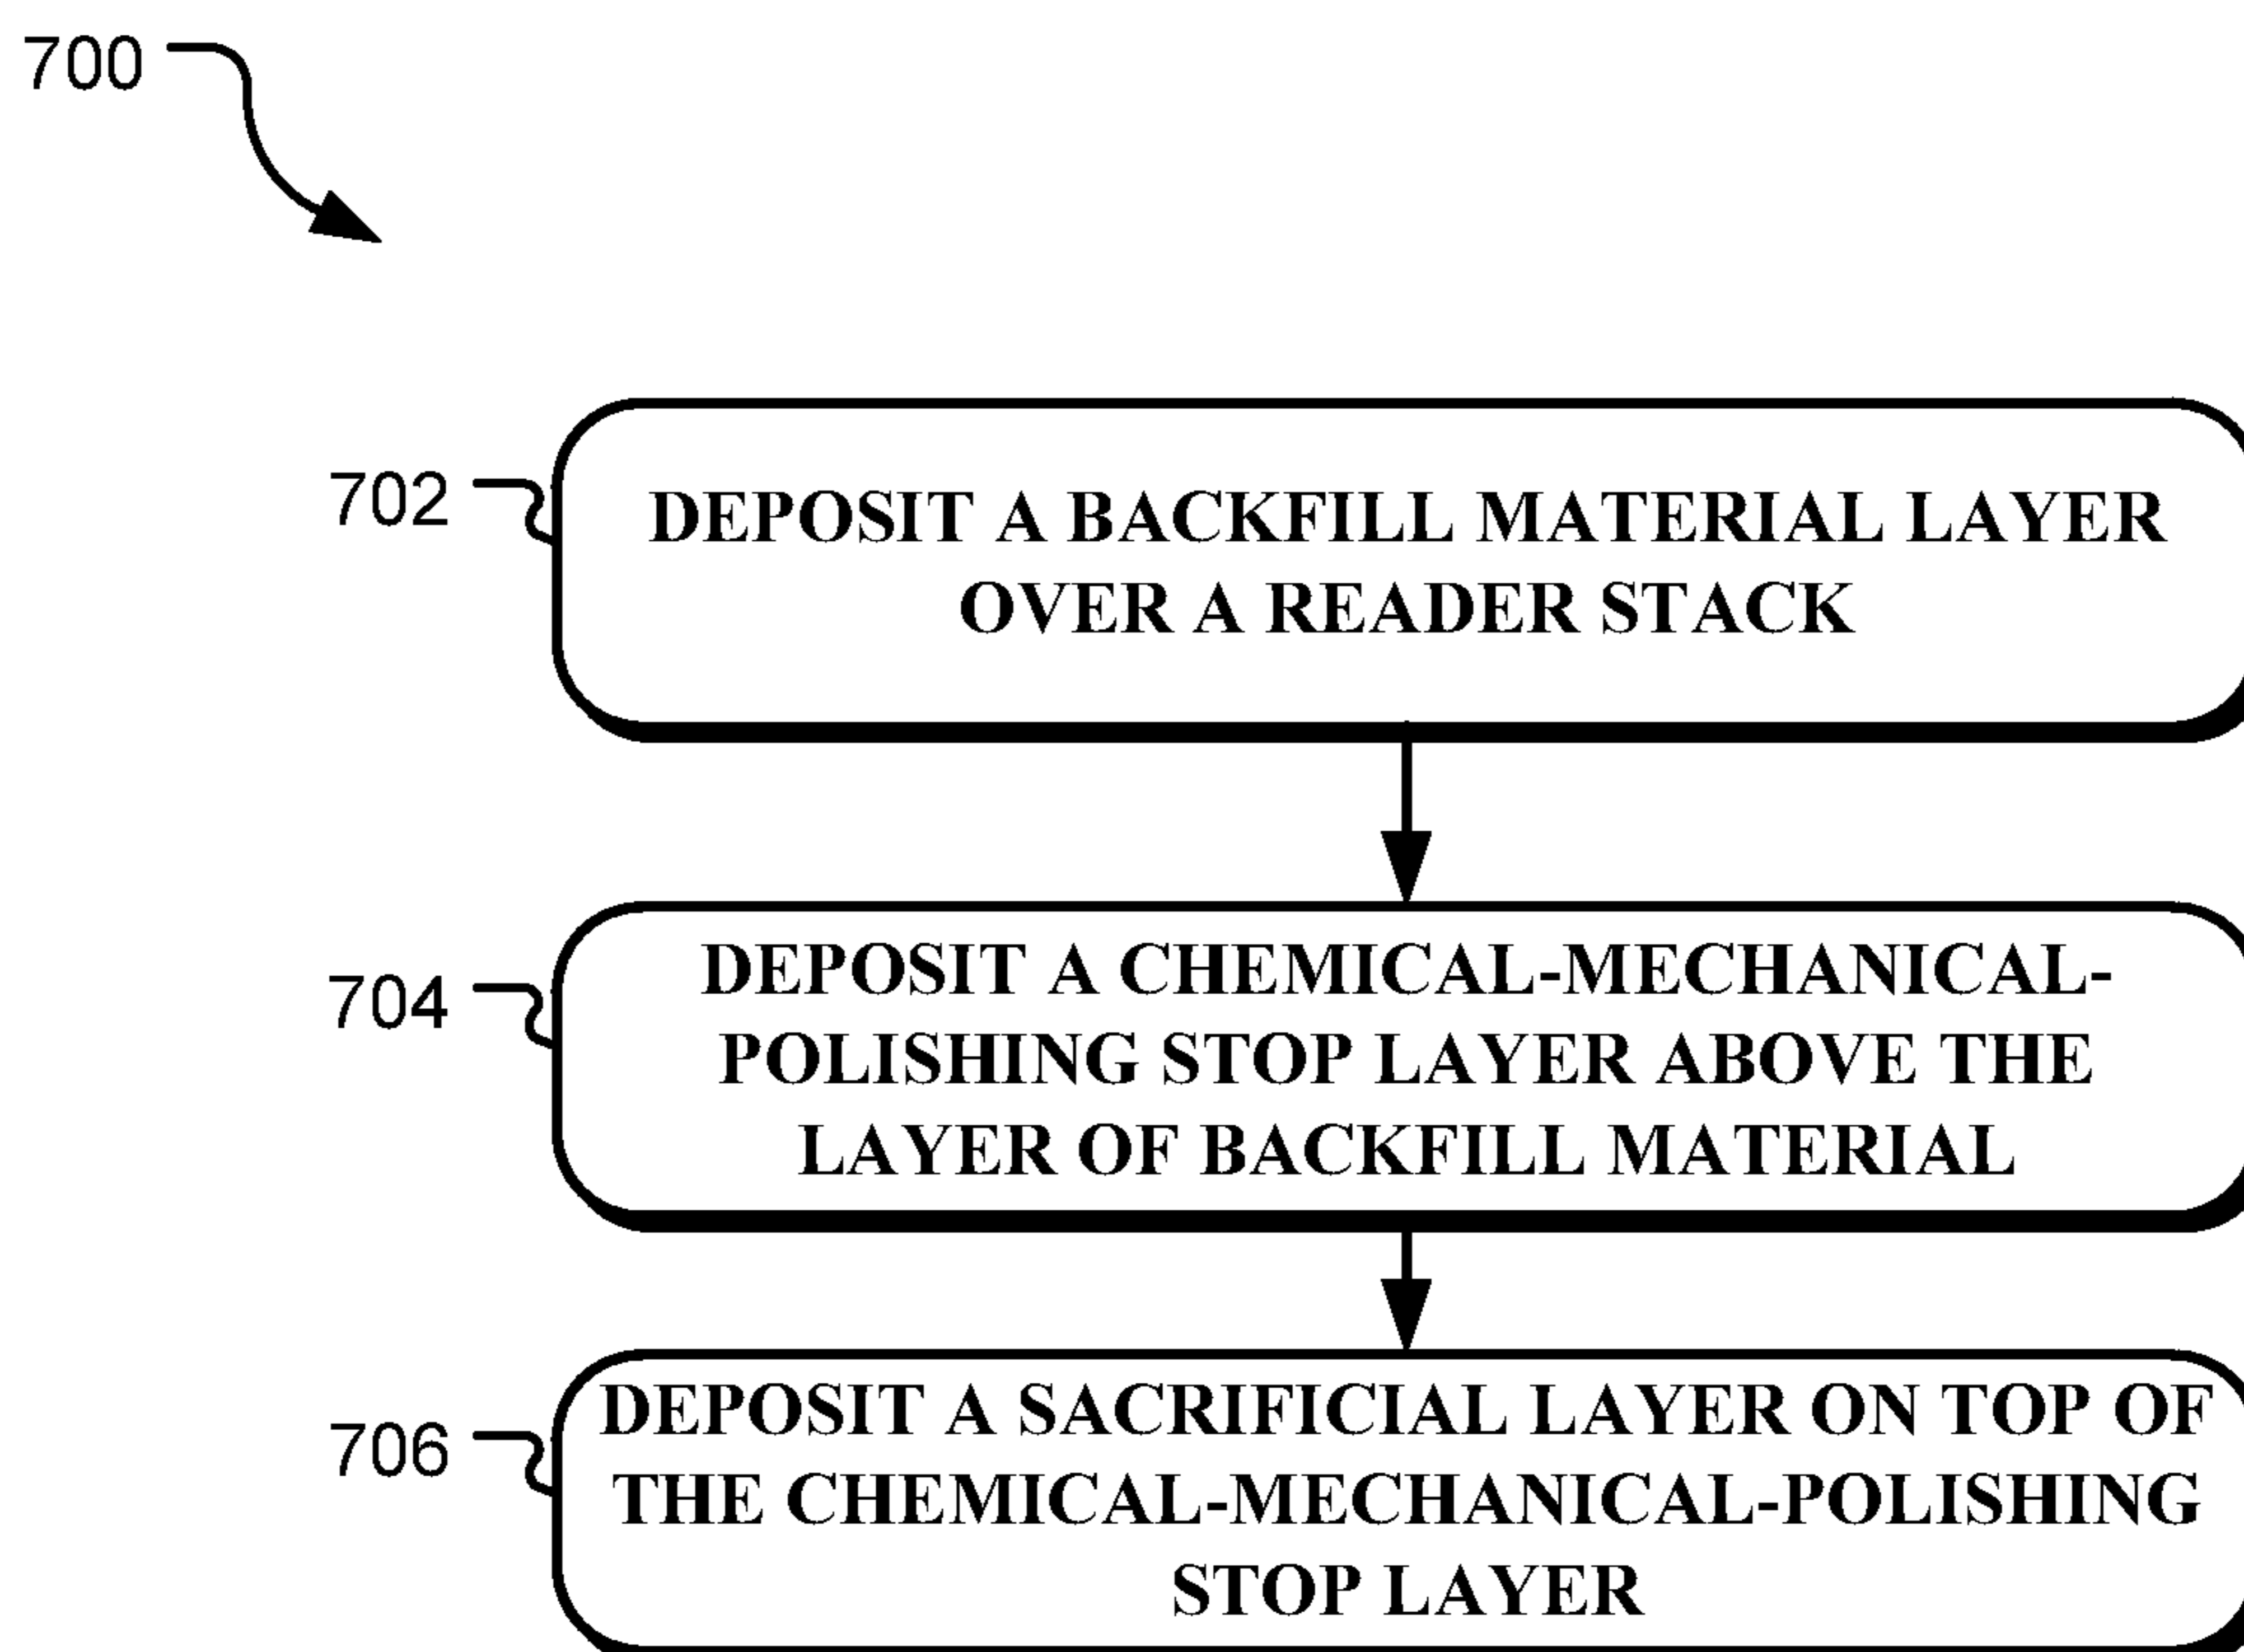 700
702
DEPOSIT A BACKFILL MATERIAL LAYER
OVER A READER STACK
704
DEPOSIT A CHEMICAL-MECHANICAL-
POLISHING STOP LAYER ABOVE THE
LAYER OF BACKFILL MATERIAL
706
DEPOSIT A SACRIFICIAL LAYER ON TOP OF
THE CHEMICAL-MECHANICAL-POLISHING
STOP LAYER